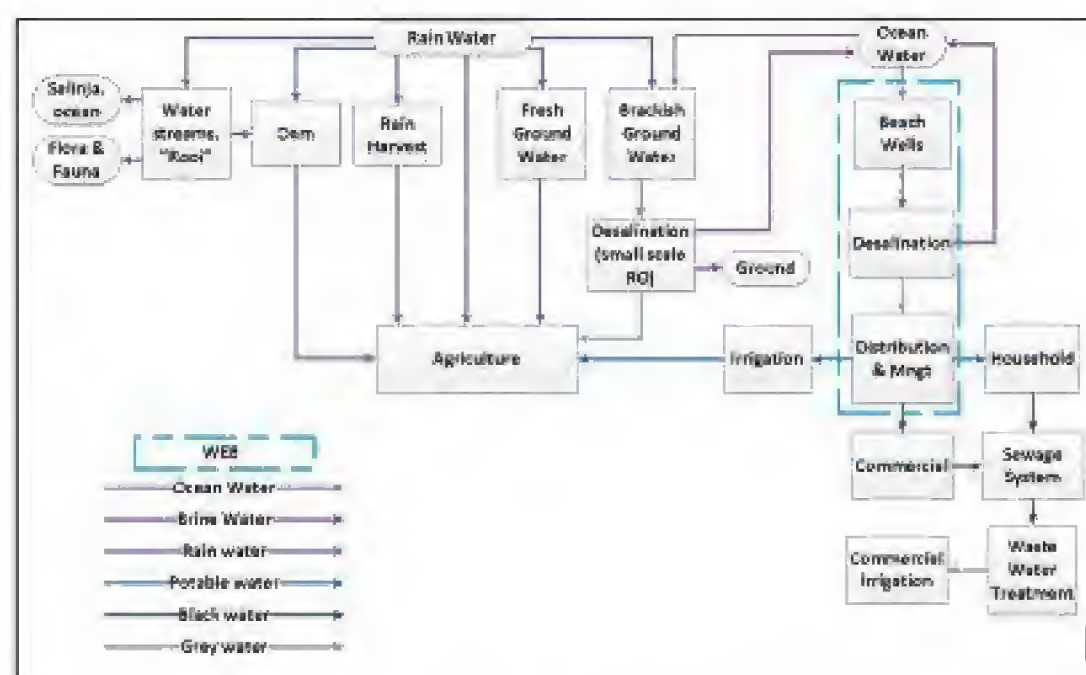 Rain Water
Ocean
Water
Selinja,
ocean
Flora &
Fauna
Water
streams,
"Rooi"
Dam
Rain
Harvest
Fresh
Ground
Water
Brackish
Ground
Water
Beach
Wells
Desalination
(small scale
RO)
Ground
Desalination
Agriculture
Irrigation
Distribution
& Mngt
Household
Commercial
Sewage
System
Commercial
Irrigation
Waste
Water
Treatment
WEB
Ocean Water
Brine Water
Rain water
Potable water
Black water
Grey water